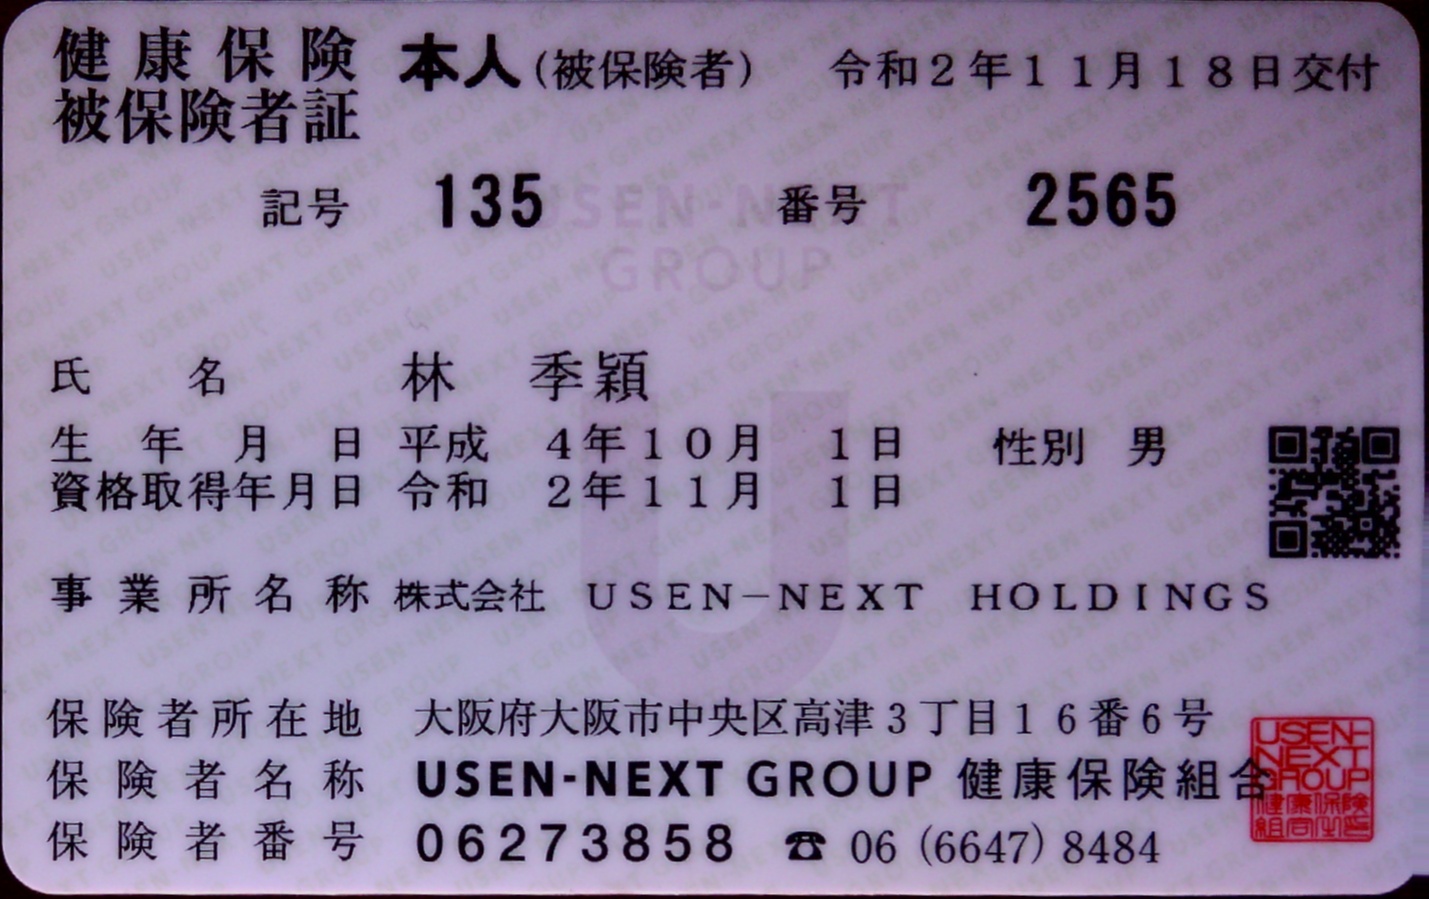 健康保険 本人(被保険者) 令和2年11月18日交付
被保険者証
記号 135 番号 2565
USEN-NEXT
GROUP
氏名 林 季穎
生年月日 平成 4年10月 1日 性別 男
資格取得年月日 令和 2年11月 1日
事業所名称 株式会社 USEN−NEXT HOLDINGS
保険者所在地 大阪府大阪市中央区高津3丁目16番6号
保険者名称 USEN-NEXT GROUP 健康保険組合
保険者番号 06273858 ☎ 06 (6647) 8484
USEN-
NEXT
GROUP
健康保険
組合